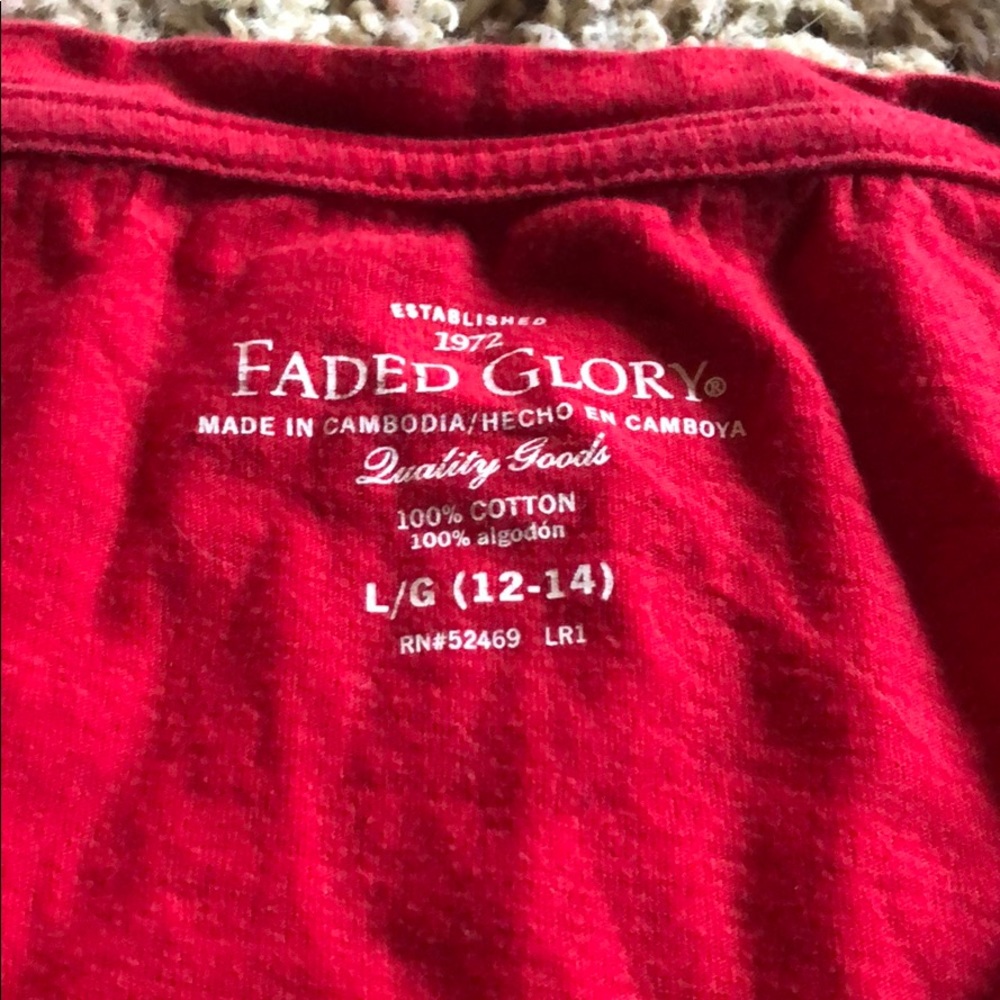 ESTABLISHED
1972
FADED GLORY®
MADE IN CAMBODIA/HECHO EN CAMBOYA
Quality Goods
100% COTTON
100% algodón
L/G (12-14)
RN#52469 LR1